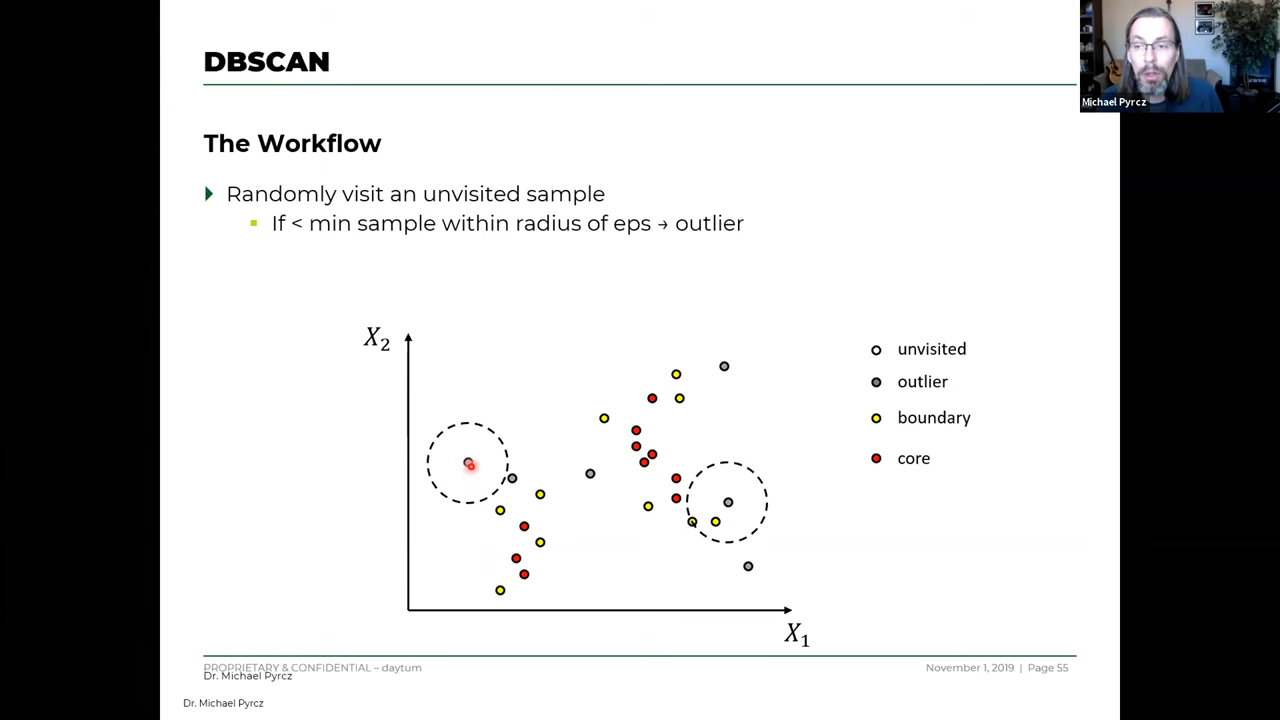 DBSCAN
Michael Pyrcz
The Workflow
Randomly visit an unvisited sample
If < min sample within radius of eps → outlier
X₂
unvisited
outlier
boundary
core
X₁
PROPRIETARY & CONFIDENTIAL – daytum
November 1, 2019 | Page 55
Dr. Michael Pyrcz
Dr. Michael Pyrcz